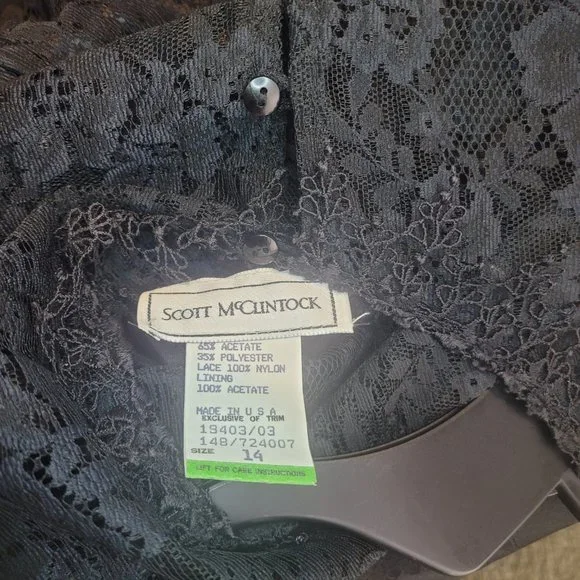 SCOTT McCLINTOCK
65% ACETATE
35% POLYESTER
LACE 100% NYLON
LINING
100% ACETATE
MADE IN U S A
EXCLUSIVE OF TRIM
19403/03
148/724007
SIZE 14
LIFT FOR CARE INSTRUCTIONS